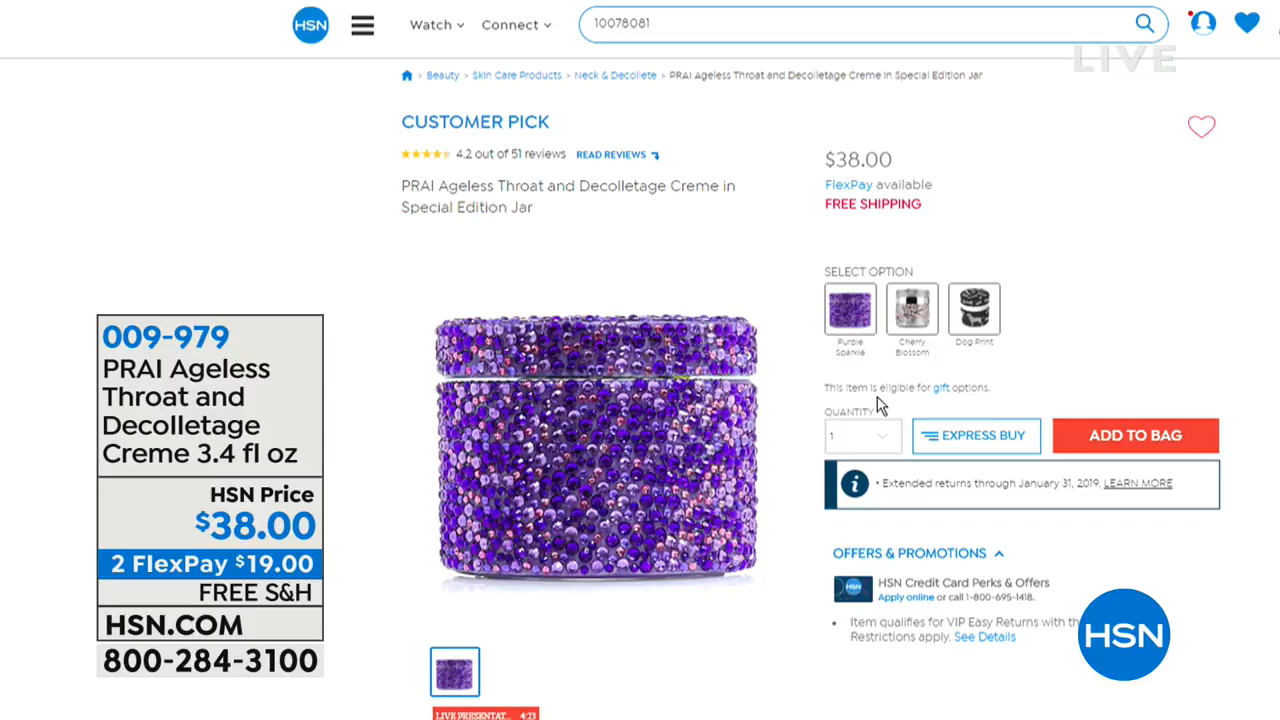 HSN
Watch
Connect
10078081
LIVE
Beauty > Skin Care Products > Neck & Decollete > PRAI Ageless Throat and Decolletage Creme in Special Edition Jar
CUSTOMER PICK
4.2 out of 51 reviews READ REVIEWS
PRAI Ageless Throat and Decolletage Creme in
Special Edition Jar
$38.00
FlexPay available
FREE SHIPPING
SELECT OPTION
Purple
Sparkle
Cherry
Blossom
Dog Print
This item is eligible for gift options.
QUANTITY
1
EXPRESS BUY
ADD TO BAG
i
• Extended returns through January 31, 2019. LEARN MORE
OFFERS & PROMOTIONS
HSN
HSN Credit Card Perks & Offers
Apply online or call 1-800-695-1418.
• Item qualifies for VIP Easy Returns with th
Restrictions apply. See Details
HSN
009-979
PRAI Ageless
Throat and
Decolletage
Creme 3.4 fl oz
HSN Price
$38.00
2 FlexPay $19.00
FREE S&H
HSN.COM
800-284-3100
LIVE PRESENTAT... 4:23